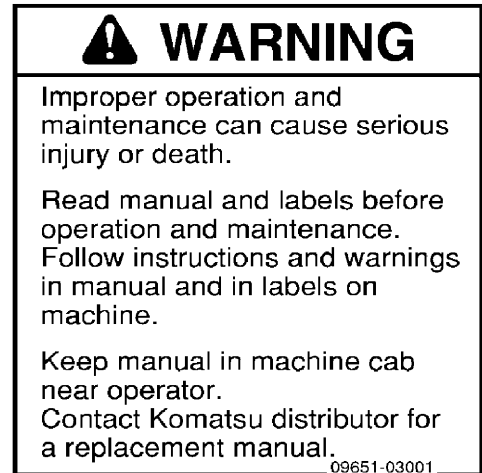 WARNING
Improper operation and
maintenance can cause serious
injury or death.
Read manual and labels before
operation and maintenance.
Follow instructions and warnings
in manual and in labels on
machine.
Keep manual in machine cab
near operator.
Contact Komatsu distributor for
a replacement manual.
09651-03001